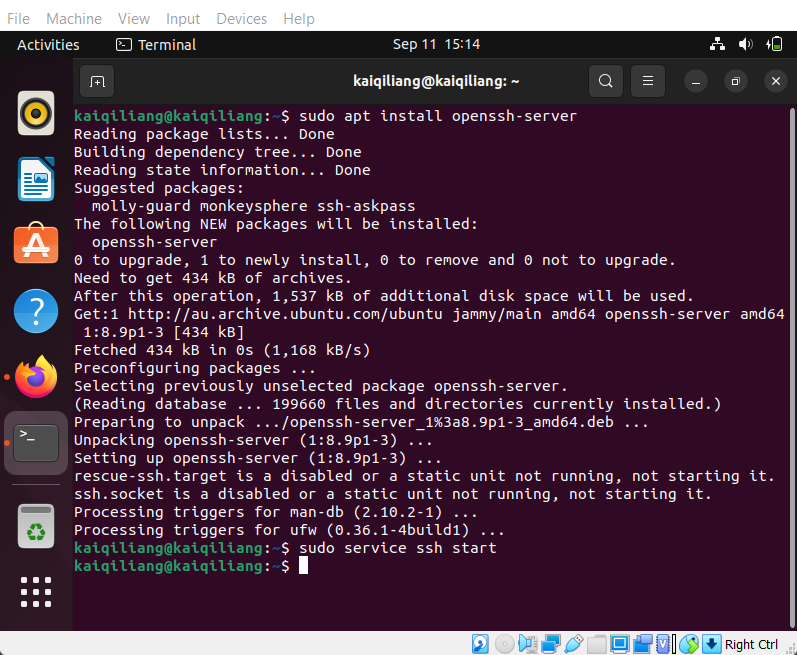 File Machine View Input Devices Help
Activities Terminal Sep 11 15:14
kaiqiliang@kaiqiliang: ~
kaiqiliang@kaiqiliang:~$ sudo apt install openssh-server
Reading package lists... Done
Building dependency tree... Done
Reading state information... Done
Suggested packages:
  molly-guard monkeysphere ssh-askpass
The following NEW packages will be installed:
  openssh-server
0 to upgrade, 1 to newly install, 0 to remove and 0 not to upgrade.
Need to get 434 kB of archives.
After this operation, 1,537 kB of additional disk space will be used.
Get:1 http://au.archive.ubuntu.com/ubuntu jammy/main amd64 openssh-server amd64
 1:8.9p1-3 [434 kB]
Fetched 434 kB in 0s (1,168 kB/s)
Preconfiguring packages ...
Selecting previously unselected package openssh-server.
(Reading database ... 199660 files and directories currently installed.)
Preparing to unpack .../openssh-server_1%3a8.9p1-3_amd64.deb ...
Unpacking openssh-server (1:8.9p1-3) ...
Setting up openssh-server (1:8.9p1-3) ...
rescue-ssh.target is a disabled or a static unit not running, not starting it.
ssh.socket is a disabled or a static unit not running, not starting it.
Processing triggers for man-db (2.10.2-1) ...
Processing triggers for ufw (0.36.1-4build1) ...
kaiqiliang@kaiqiliang:~$ sudo service ssh start
kaiqiliang@kaiqiliang:~$
Right Ctrl